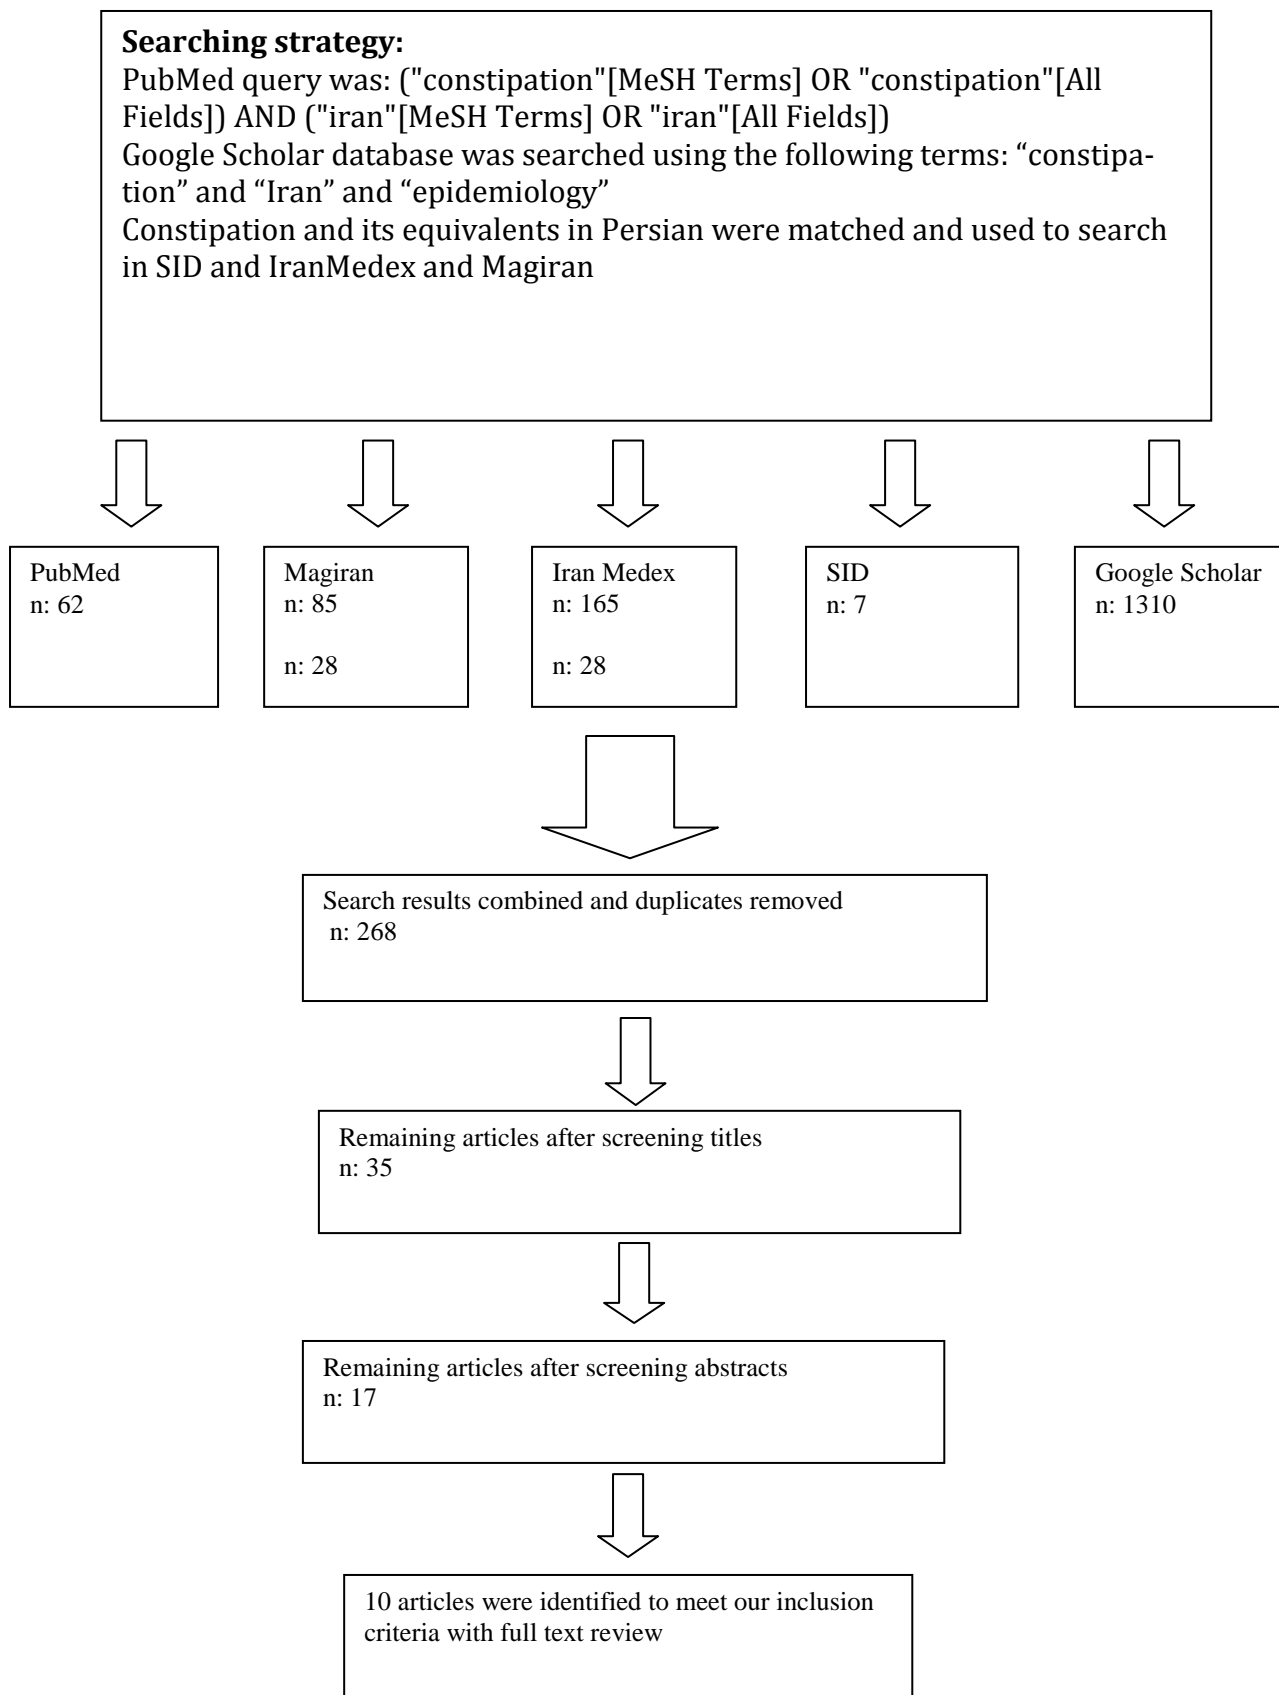 Searching strategy:
PubMed query was: ("constipation"[MeSH Terms] OR "constipation"[All
Fields]) AND ("iran"[MeSH Terms] OR "iran"[All Fields])
Google Scholar database was searched using the following terms: “constipa-
tion” and “Iran” and “epidemiology”
Constipation and its equivalents in Persian were matched and used to search
in SID and IranMedex and Magiran
PubMed
n: 62
Magiran
n: 85
n: 28
Iran Medex
n: 165
n: 28
SID
n: 7
Google Scholar
n: 1310
Search results combined and duplicates removed
n: 268
Remaining articles after screening titles
n: 35
Remaining articles after screening abstracts
n: 17
10 articles were identified to meet our inclusion
criteria with full text review